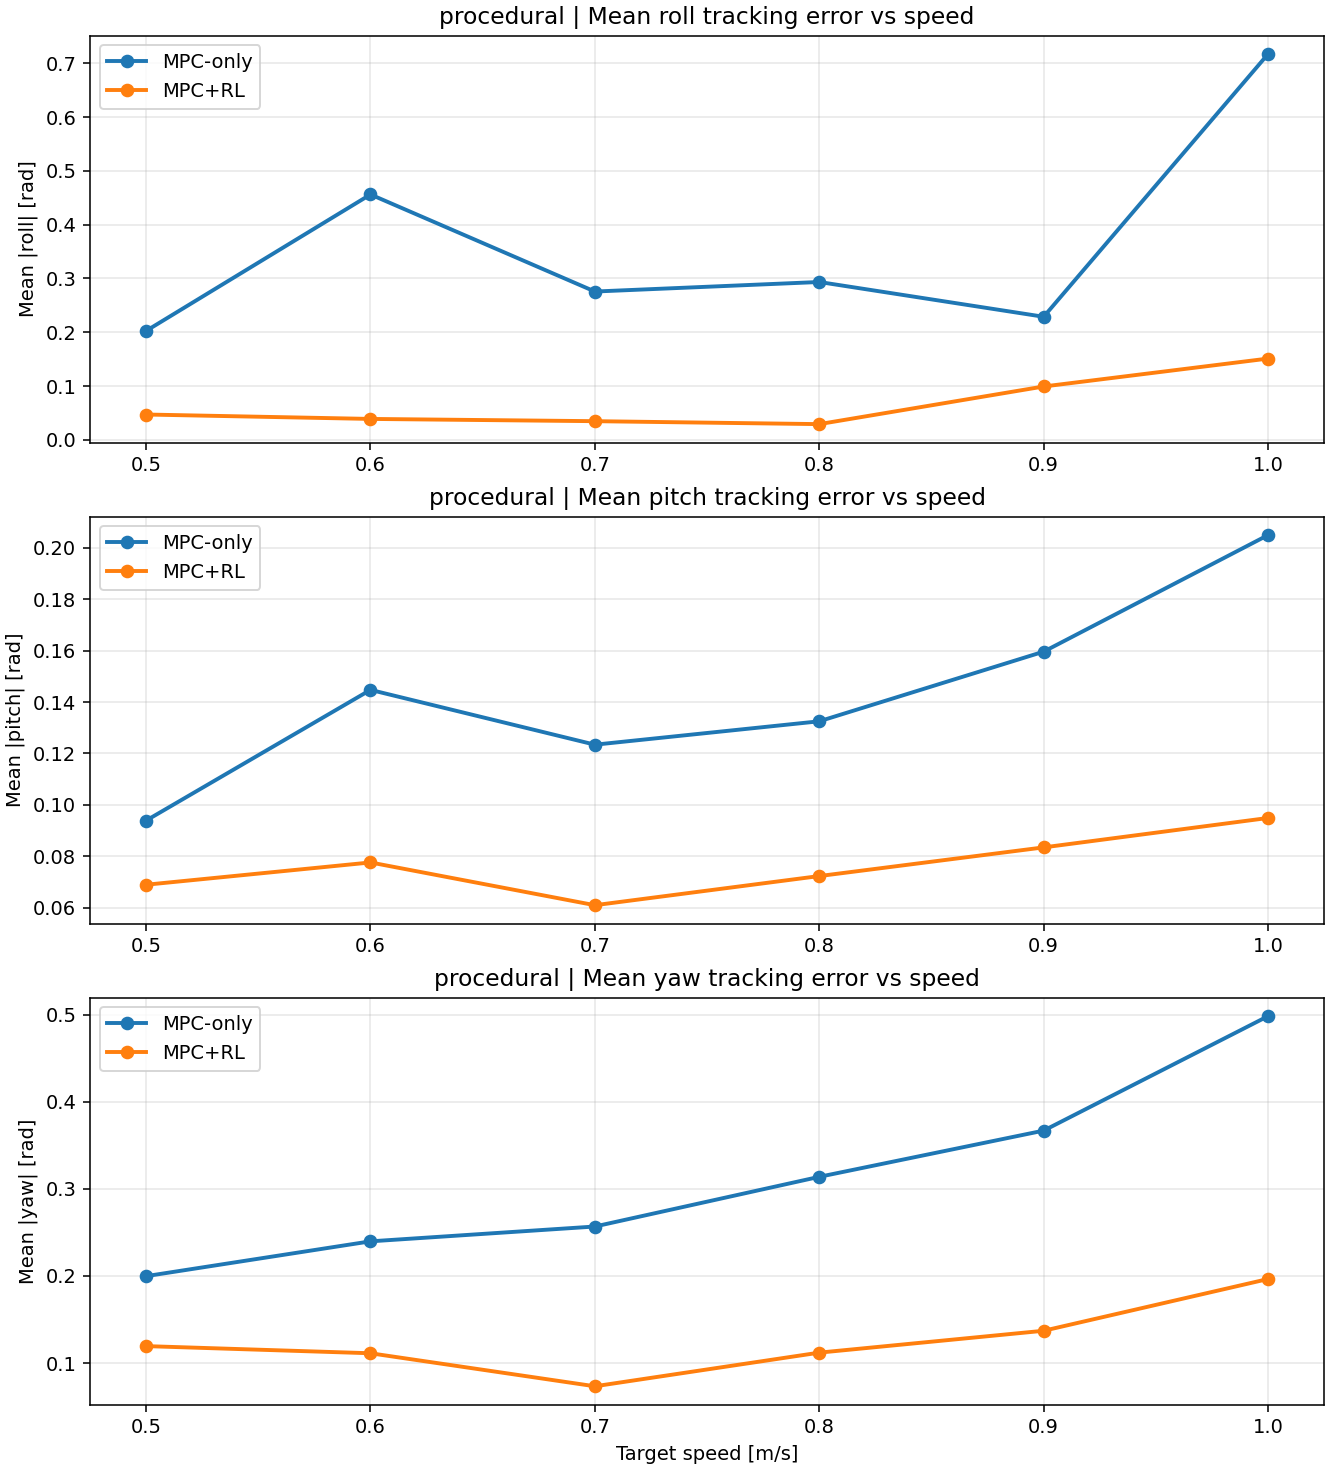 procedural | Mean roll tracking error vs speed
MPC-only
MPC+RL
Mean |roll| [rad]
0.7
0.6
0.5
0.4
0.3
0.2
0.1
0.0
0.5 0.6 0.7 0.8 0.9 1.0
procedural | Mean pitch tracking error vs speed
MPC-only
MPC+RL
Mean |pitch| [rad]
0.20
0.18
0.16
0.14
0.12
0.10
0.08
0.06
0.5 0.6 0.7 0.8 0.9 1.0
procedural | Mean yaw tracking error vs speed
MPC-only
MPC+RL
Mean |yaw| [rad]
0.5
0.4
0.3
0.2
0.1
0.5 0.6 0.7 0.8 0.9 1.0
Target speed [m/s]